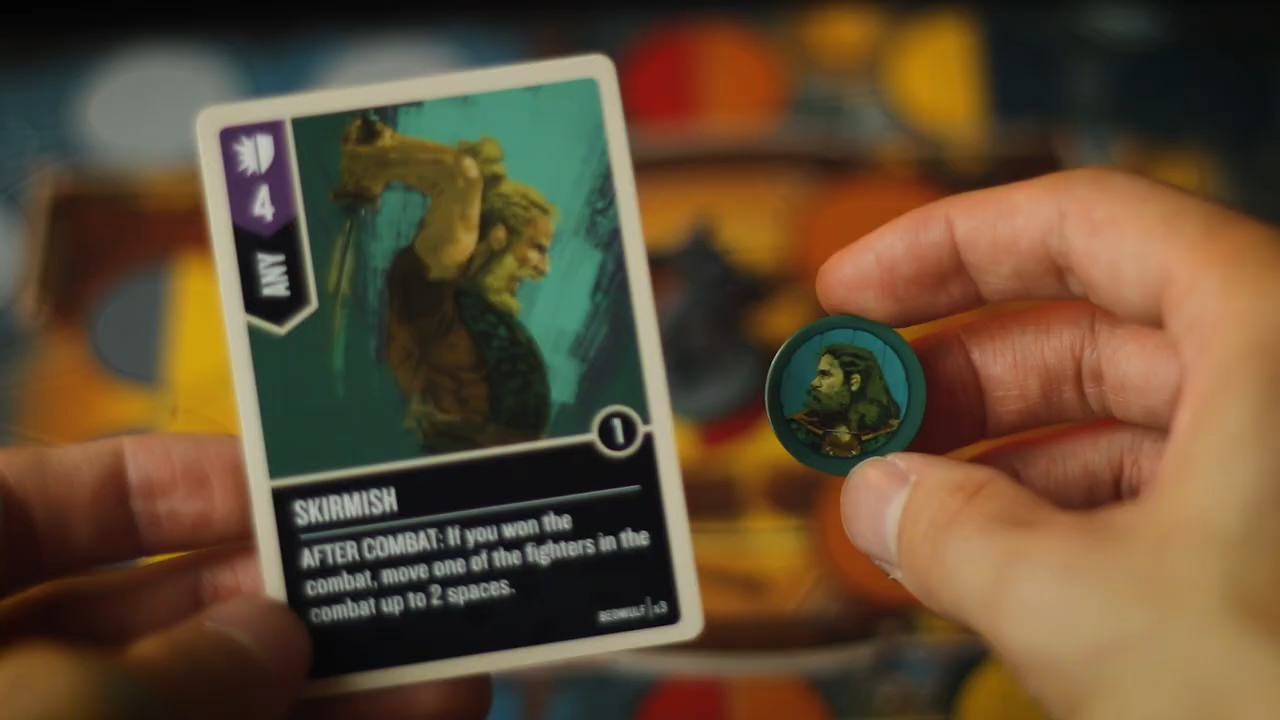 4
ANY
1
SKIRMISH
AFTER COMBAT: If you won the
combat, move one of the fighters in the
combat up to 2 spaces.
BEOWULF | x3